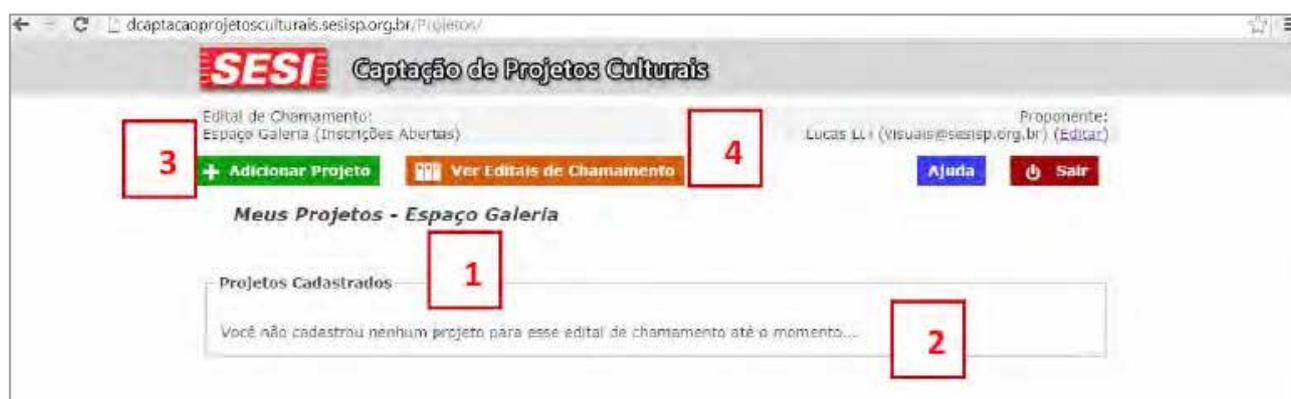 dcaptacaoprojetosculturais.sesisp.org.br/Projetos/
SESI Captação de Projetos Culturais
Edital de Chamamento:
Espaço Galeria (Inscrições Abertas)
Proponente:
Lucas (visuais@sesisp.org.br) (Editar)
3
4
+ Adicionar Projeto
Ver Editais de Chamamento
Ajuda
Sair
Meus Projetos - Espaço Galeria
1
Projetos Cadastrados
Você não cadastrou nenhum projeto para esse edital de chamamento até o momento...
2